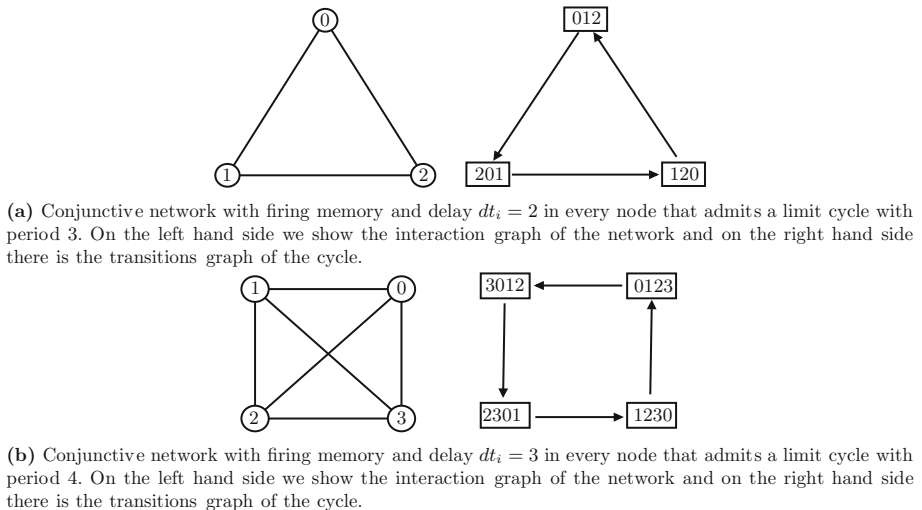 0
012
1
2
201
120
(a) Conjunctive network with firing memory and delay dt_i = 2 in every node that admits a limit cycle with
period 3. On the left hand side we show the interaction graph of the network and on the right hand side
there is the transitions graph of the cycle.
1
0
3012
0123
2
3
2301
1230
(b) Conjunctive network with firing memory and delay dt_i = 3 in every node that admits a limit cycle with
period 4. On the left hand side we show the interaction graph of the network and on the right hand side
there is the transitions graph of the cycle.